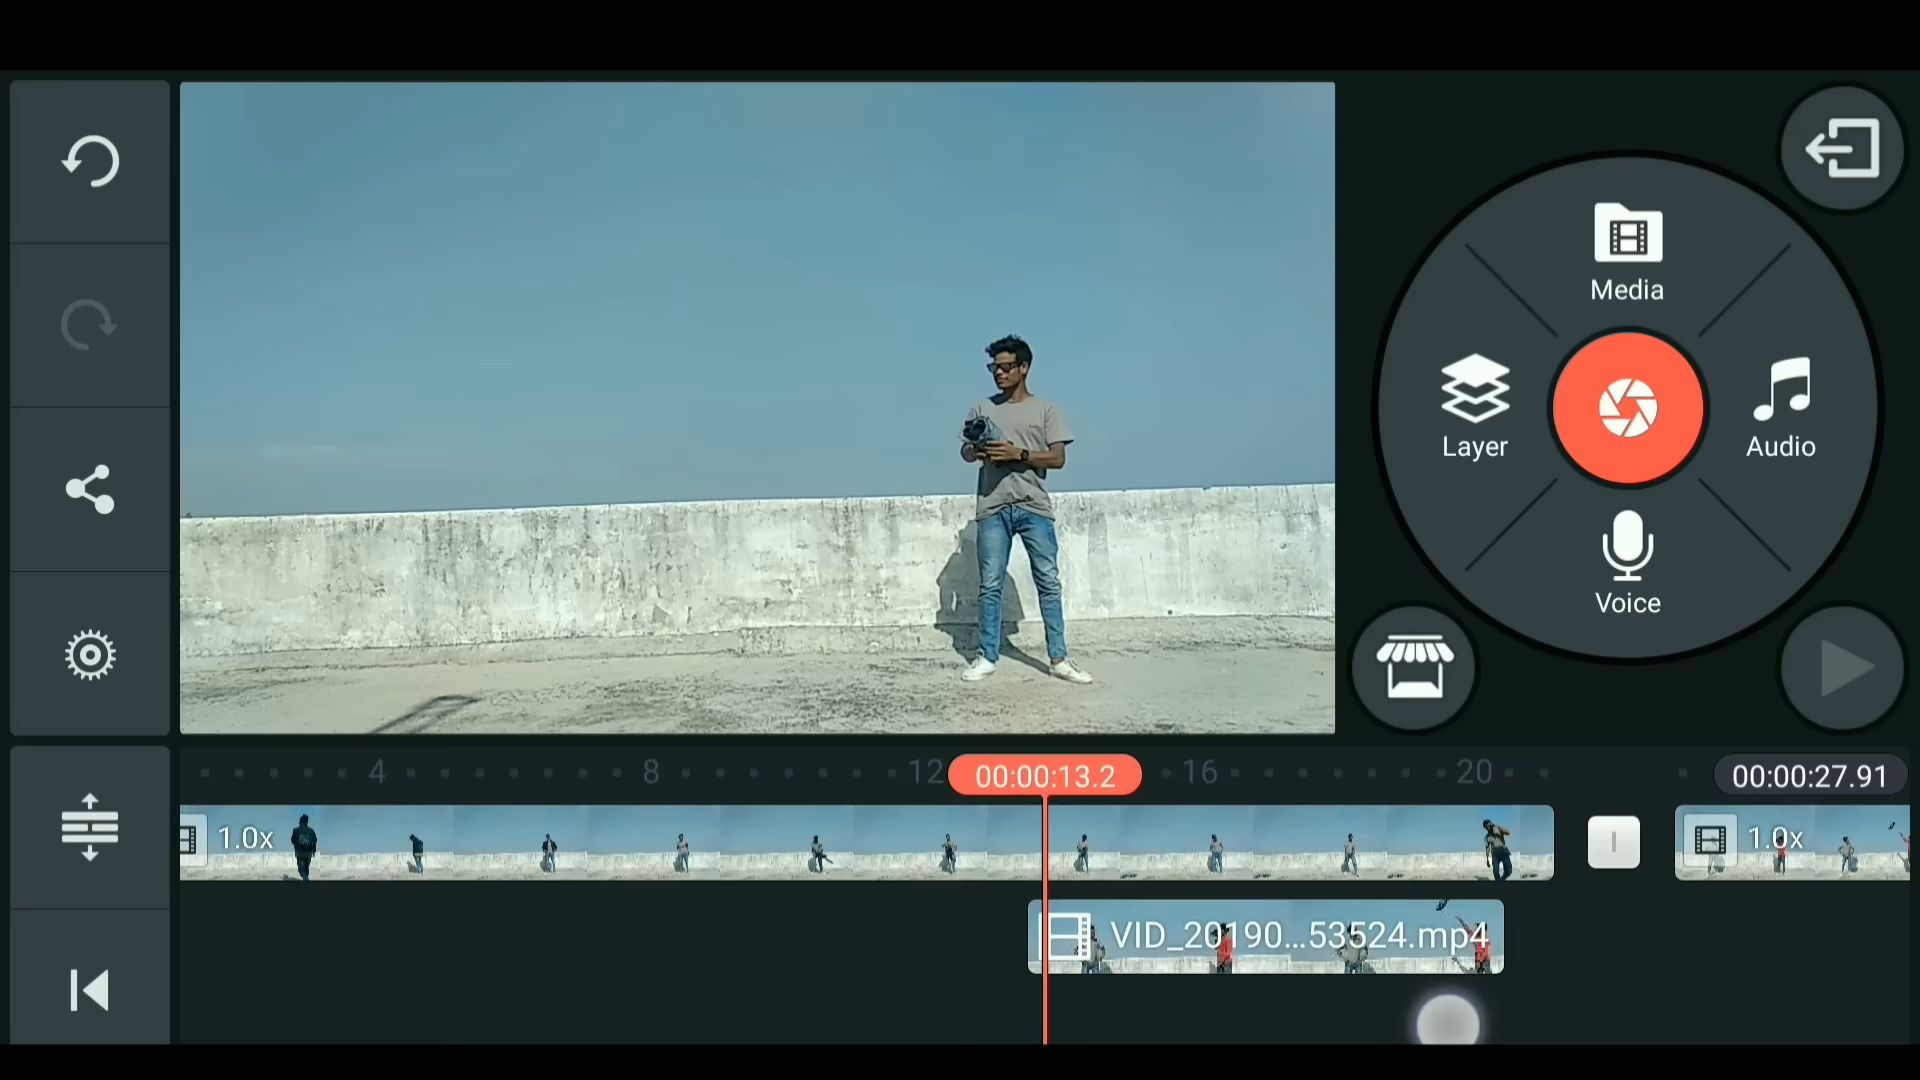 Media
Layer
Audio
Voice
4
8
12
00:00:13.2
16
20
00:00:27.91
1.0x
1.0x
VID_20190...53524.mp4